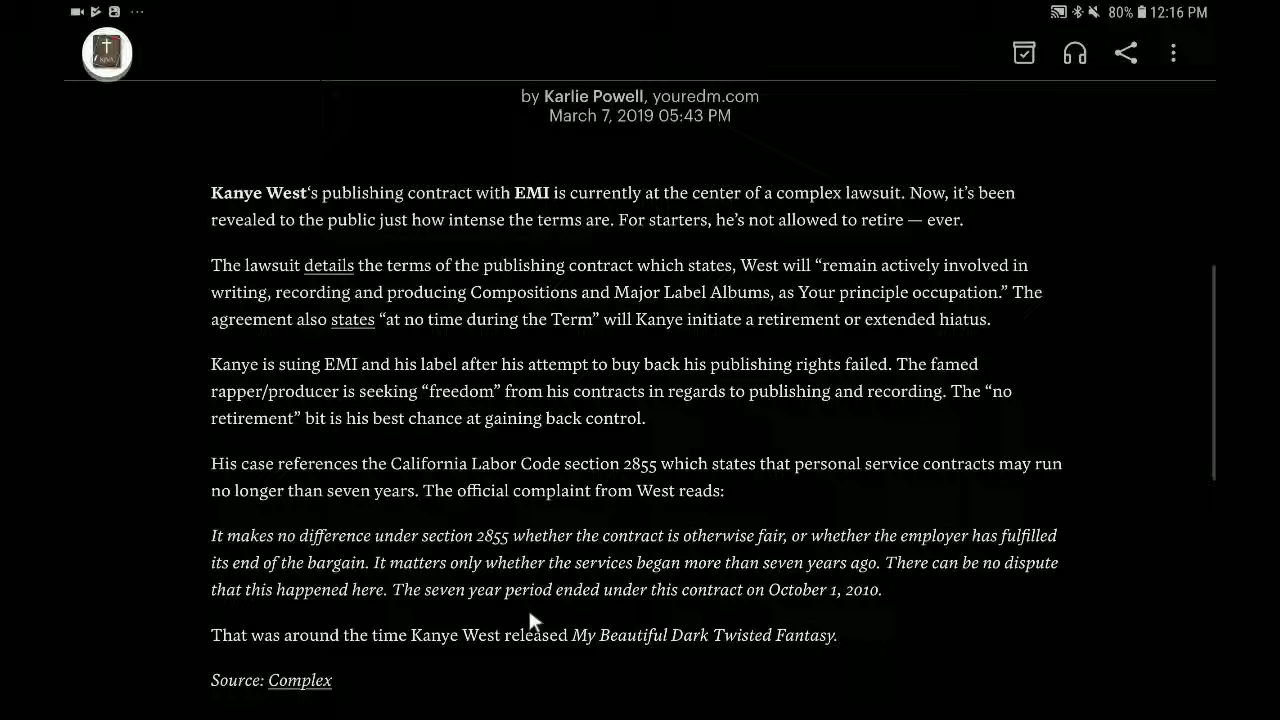 80% 12:16 PM
by Karlie Powell, youredm.com
March 7, 2019 05:43 PM
Kanye West‘s publishing contract with EMI is currently at the center of a complex lawsuit. Now, it’s been
revealed to the public just how intense the terms are. For starters, he’s not allowed to retire — ever.
The lawsuit details the terms of the publishing contract which states, West will “remain actively involved in
writing, recording and producing Compositions and Major Label Albums, as Your principle occupation.” The
agreement also states “at no time during the Term” will Kanye initiate a retirement or extended hiatus.
Kanye is suing EMI and his label after his attempt to buy back his publishing rights failed. The famed
rapper/producer is seeking “freedom” from his contracts in regards to publishing and recording. The “no
retirement” bit is his best chance at gaining back control.
His case references the California Labor Code section 2855 which states that personal service contracts may run
no longer than seven years. The official complaint from West reads:
It makes no difference under section 2855 whether the contract is otherwise fair, or whether the employer has fulfilled
its end of the bargain. It matters only whether the services began more than seven years ago. There can be no dispute
that this happened here. The seven year period ended under this contract on October 1, 2010.
That was around the time Kanye West released My Beautiful Dark Twisted Fantasy.
Source: Complex